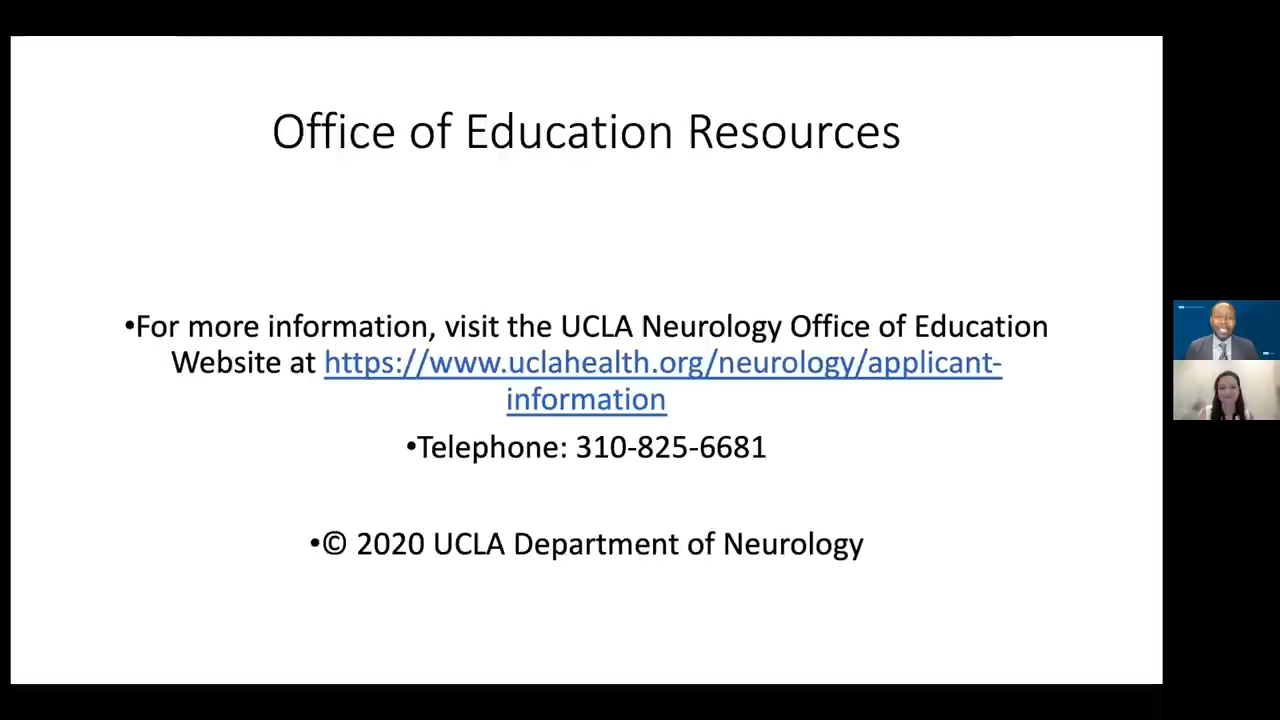 Office of Education Resources
•For more information, visit the UCLA Neurology Office of Education
Website at https://www.uclahealth.org/neurology/applicant-
information
•Telephone: 310-825-6681
•© 2020 UCLA Department of Neurology